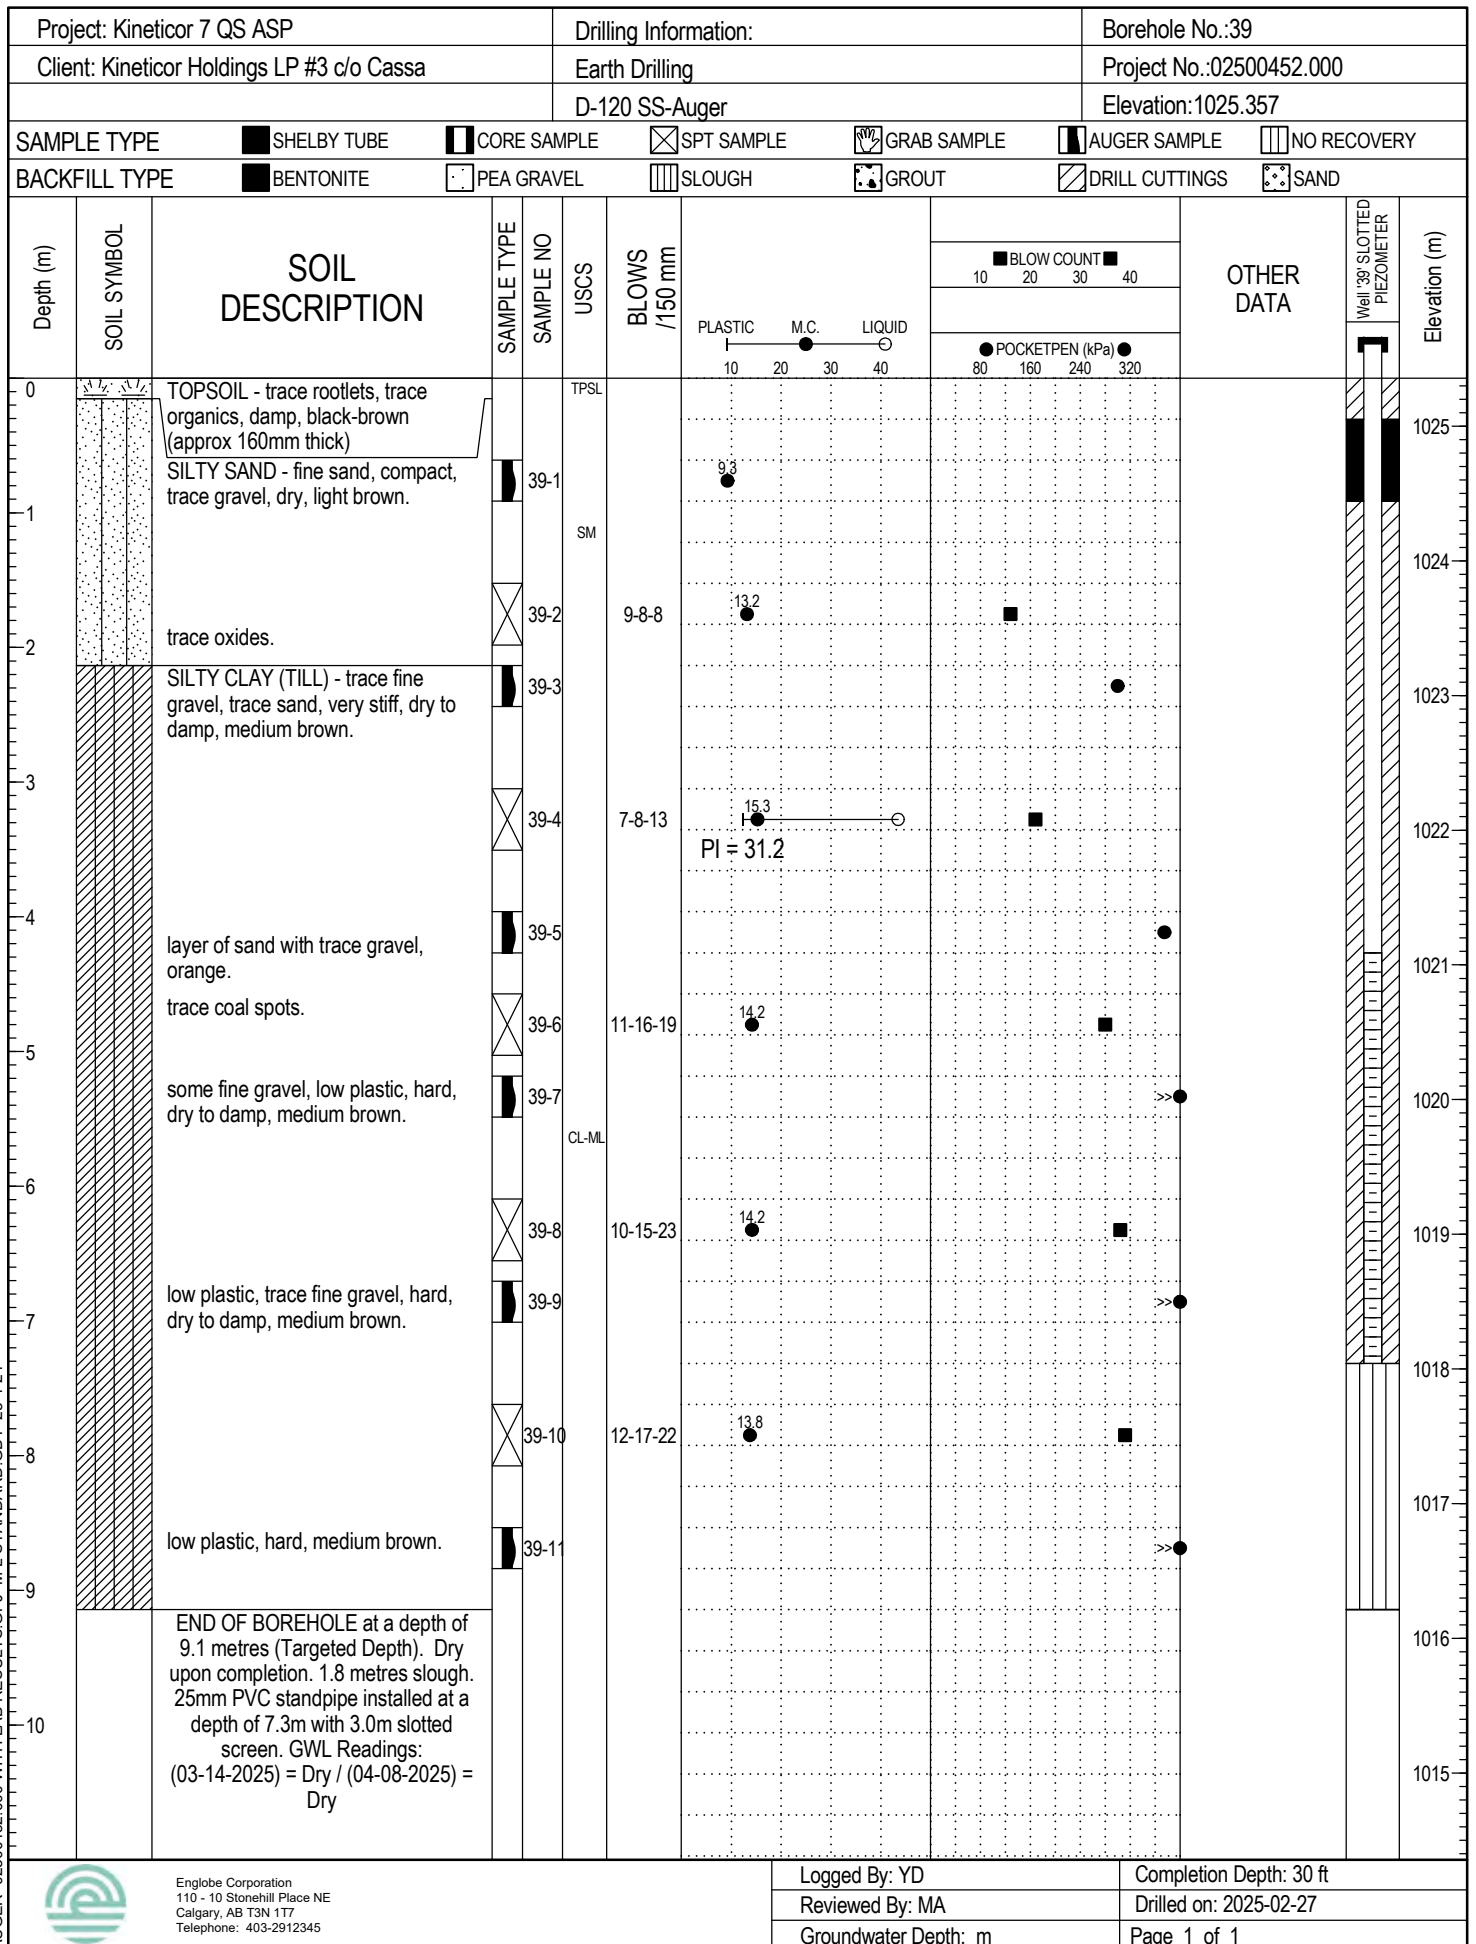 Project: Kineticor 7 QS ASP
Drilling Information:
Borehole No.:39
Client: Kineticor Holdings LP #3 c/o Cassa
Earth Drilling
Project No.:02500452.000
D-120 SS-Auger
Elevation:1025.357
SAMPLE TYPE SHELBY TUBE CORE SAMPLE SPT SAMPLE GRAB SAMPLE AUGER SAMPLE NO RECOVERY
BACKFILL TYPE BENTONITE PEA GRAVEL SLOUGH GROUT DRILL CUTTINGS SAND
Depth (m)
SOIL SYMBOL
SOIL
DESCRIPTION
SAMPLE TYPE
SAMPLE NO
USCS
BLOWS
/150 mm
PLASTIC M.C. LIQUID
10 20 30 40
BLOW COUNT
10 20 30 40
POCKETPEN (kPa)
80 160 240 320
OTHER
DATA
Well '39' SLOTTED
PIEZOMETER
Elevation (m)
0
TOPSOIL - trace rootlets, trace
organics, damp, black-brown
(approx 160mm thick)
TPSL
1025
SILTY SAND - fine sand, compact,
trace gravel, dry, light brown.
39-1
9.3
1
SM
1024
39-2
9-8-8
13.2
trace oxides.
2
SILTY CLAY (TILL) - trace fine
gravel, trace sand, very stiff, dry to
damp, medium brown.
39-3
1023
3
39-4
7-8-13
15.3
PI = 31.2
1022
4
39-5
layer of sand with trace gravel,
orange.
1021
trace coal spots.
39-6
11-16-19
14.2
5
some fine gravel, low plastic, hard,
dry to damp, medium brown.
39-7
>>
1020
CL-ML
6
39-8
10-15-23
14.2
1019
low plastic, trace fine gravel, hard,
dry to damp, medium brown.
39-9
>>
7
1018
39-10
12-17-22
13.8
8
1017
low plastic, hard, medium brown.
39-11
>>
9
END OF BOREHOLE at a depth of
9.1 metres (Targeted Depth). Dry
upon completion. 1.8 metres slough.
25mm PVC standpipe installed at a
depth of 7.3m with 3.0m slotted
screen. GWL Readings:
(03-14-2025) = Dry / (04-08-2025) =
Dry
1016
10
1015
Englobe Corporation
110 - 10 Stonehill Place NE
Calgary, AB T3N 1T7
Telephone: 403-2912345
Logged By: YD
Completion Depth: 30 ft
Reviewed By: MA
Drilled on: 2025-02-27
Groundwater Depth: m
Page 1 of 1